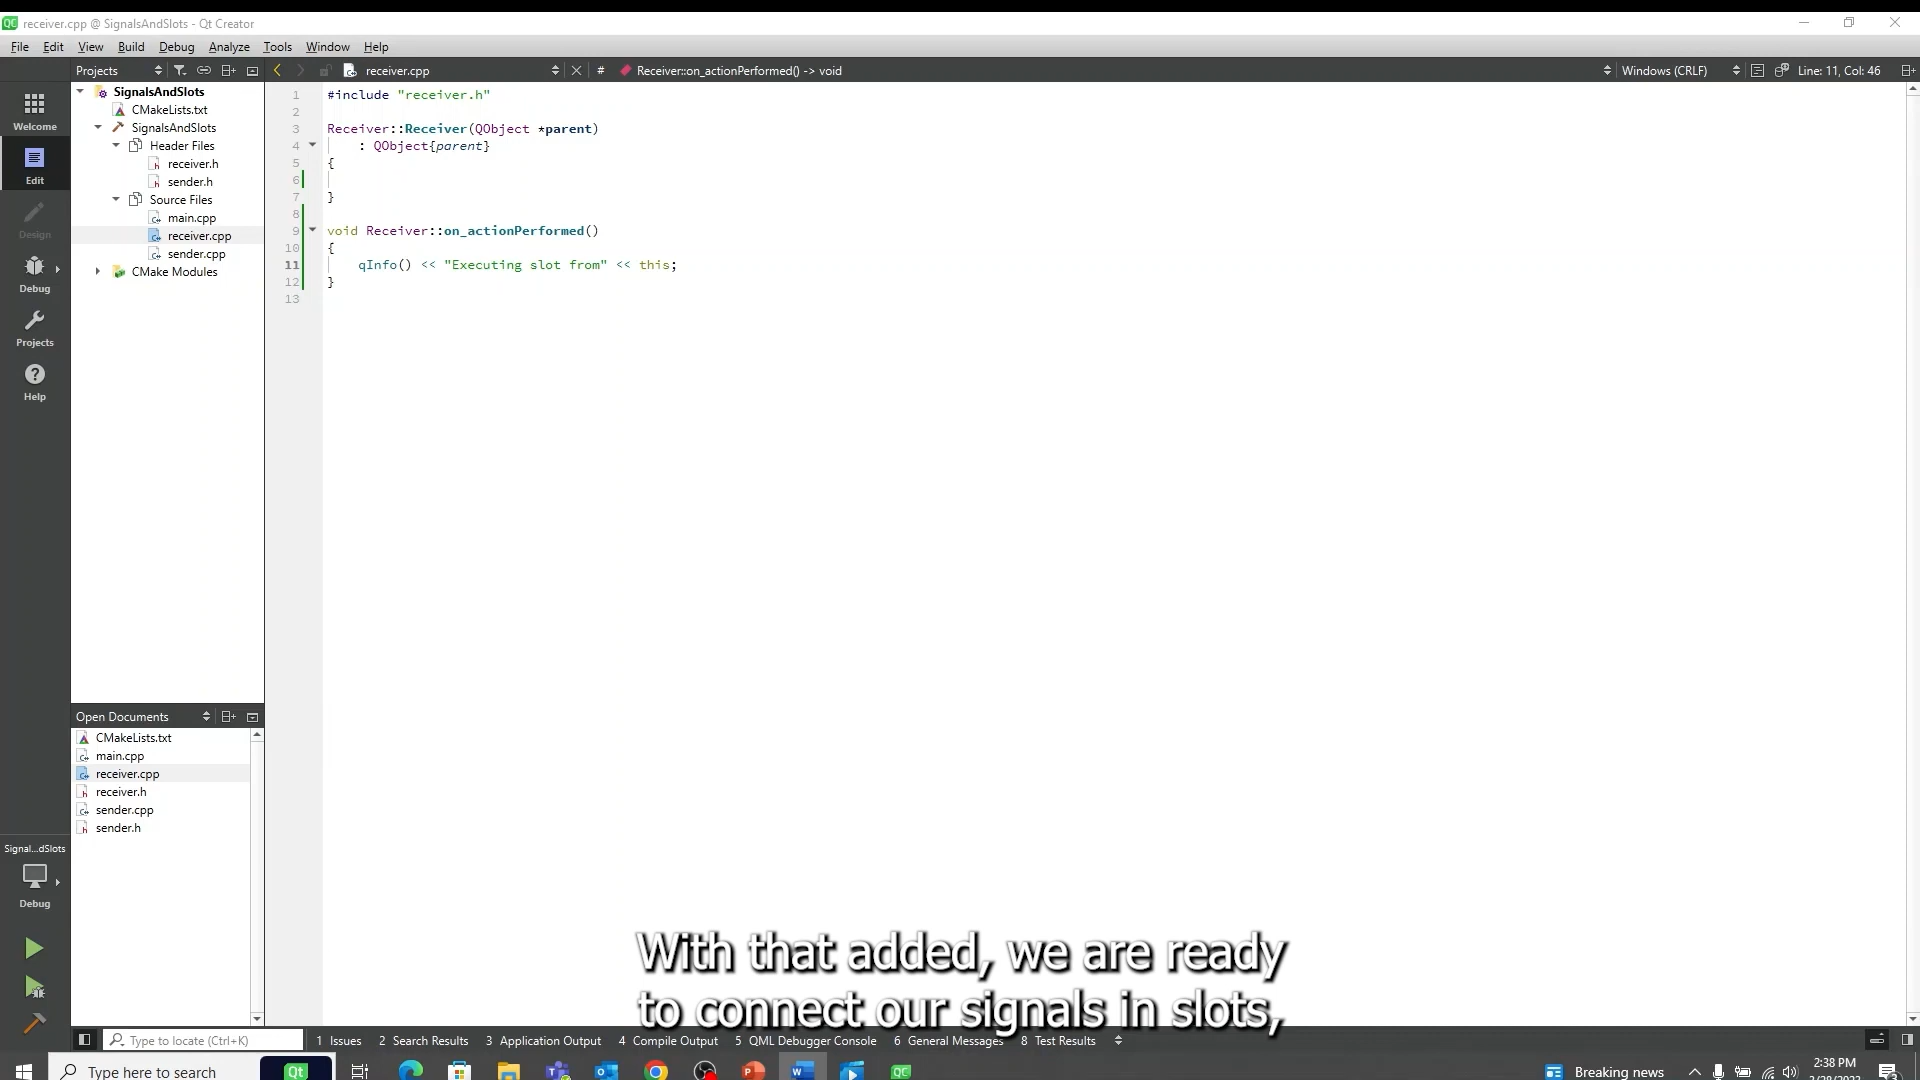 receiver.cpp @ SignalsAndSlots - Qt Creator
File Edit View Build Debug Analyze Tools Window Help
Projects receiver.cpp # Receiver::on_actionPerformed() -> void Windows (CRLF) Line: 11, Col: 46
Welcome
Edit
Design
Debug
Projects
Help
SignalsAndSlots
CMakeLists.txt
SignalsAndSlots
Header Files
receiver.h
sender.h
Source Files
main.cpp
receiver.cpp
sender.cpp
CMake Modules
1 #include "receiver.h"
2
3 Receiver::Receiver(QObject *parent)
4 : QObject{parent}
5 {
6
7 }
8
9 void Receiver::on_actionPerformed()
10 {
11 qInfo() << "Executing slot from" << this;
12 }
13
Open Documents
CMakeLists.txt
main.cpp
receiver.cpp
receiver.h
sender.cpp
sender.h
Signal...dSlots
Debug
With that added, we are ready
to connect our signals in slots,
Type to locate (Ctrl+K) 1 Issues 2 Search Results 3 Application Output 4 Compile Output 5 QML Debugger Console 6 General Messages 8 Test Results
Type here to search Qt Breaking news 2:38 PM